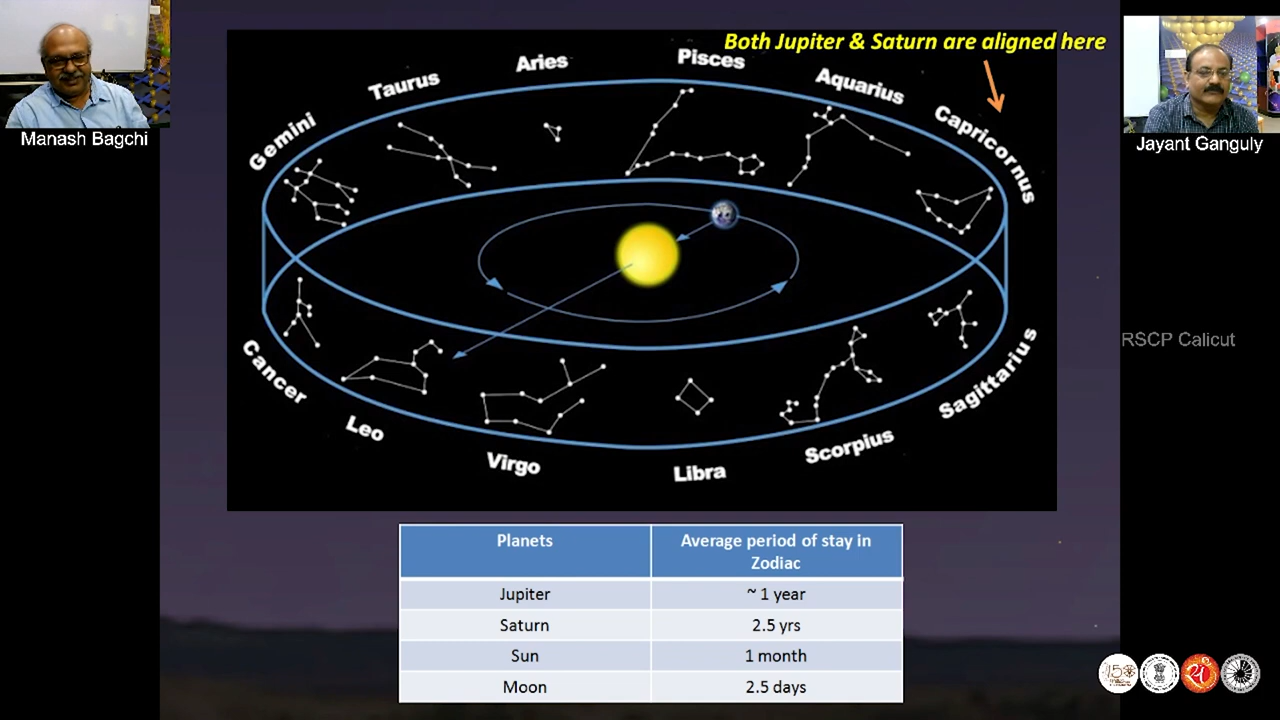 Both Jupiter & Saturn are aligned here
Manash Bagchi
Jayant Ganguly
RSCP Calicut
Gemini
Taurus
Aries
Pisces
Aquarius
Capricornus
Cancer
Leo
Virgo
Libra
Scorpius
Sagittarius
Planets
Average period of stay in
Zodiac
Jupiter
~ 1 year
Saturn
2.5 yrs
Sun
1 month
Moon
2.5 days